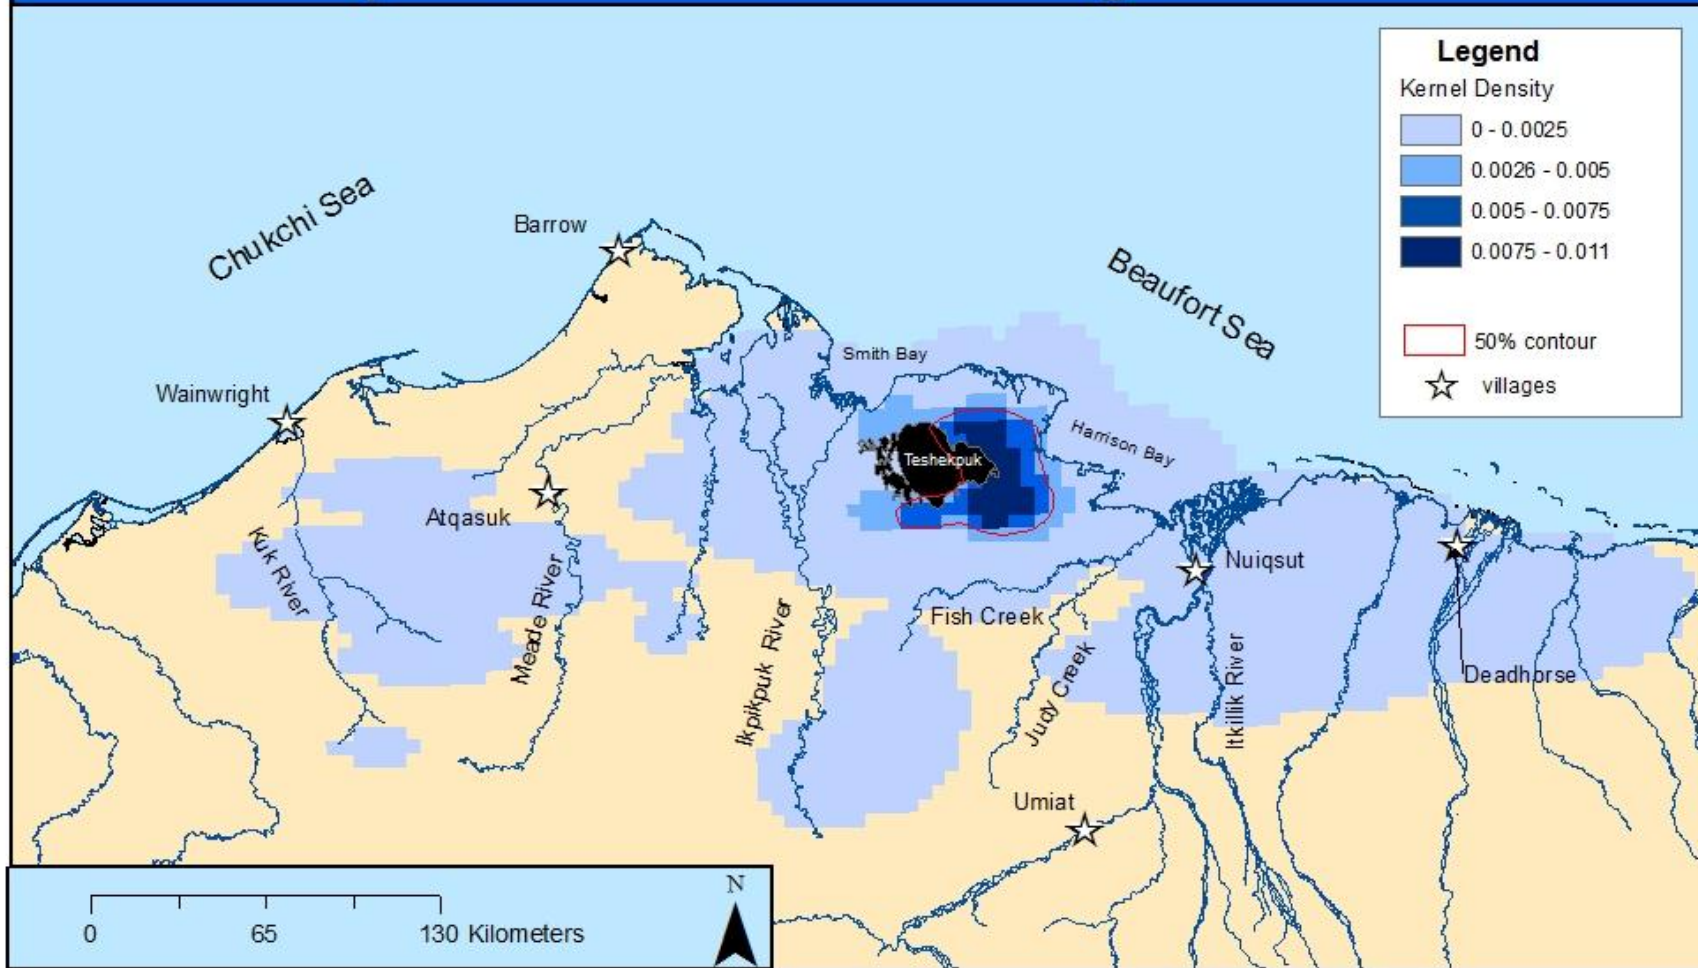 Legend
Kernel Density
0 - 0.0025
0.0026 - 0.005
0.005 - 0.0075
0.0075 - 0.011
50% contour
villages
Chukchi Sea
Barrow
Beaufort Sea
Smith Bay
Wainwright
Harrison Bay
Teshekpuk
Atqasuk
Kuk River
Meade River
Nuiqsut
Fish Creek
Ikpikpuk River
Judy Creek
Itkillik River
Deadhorse
Umiat
N
0 65 130 Kilometers